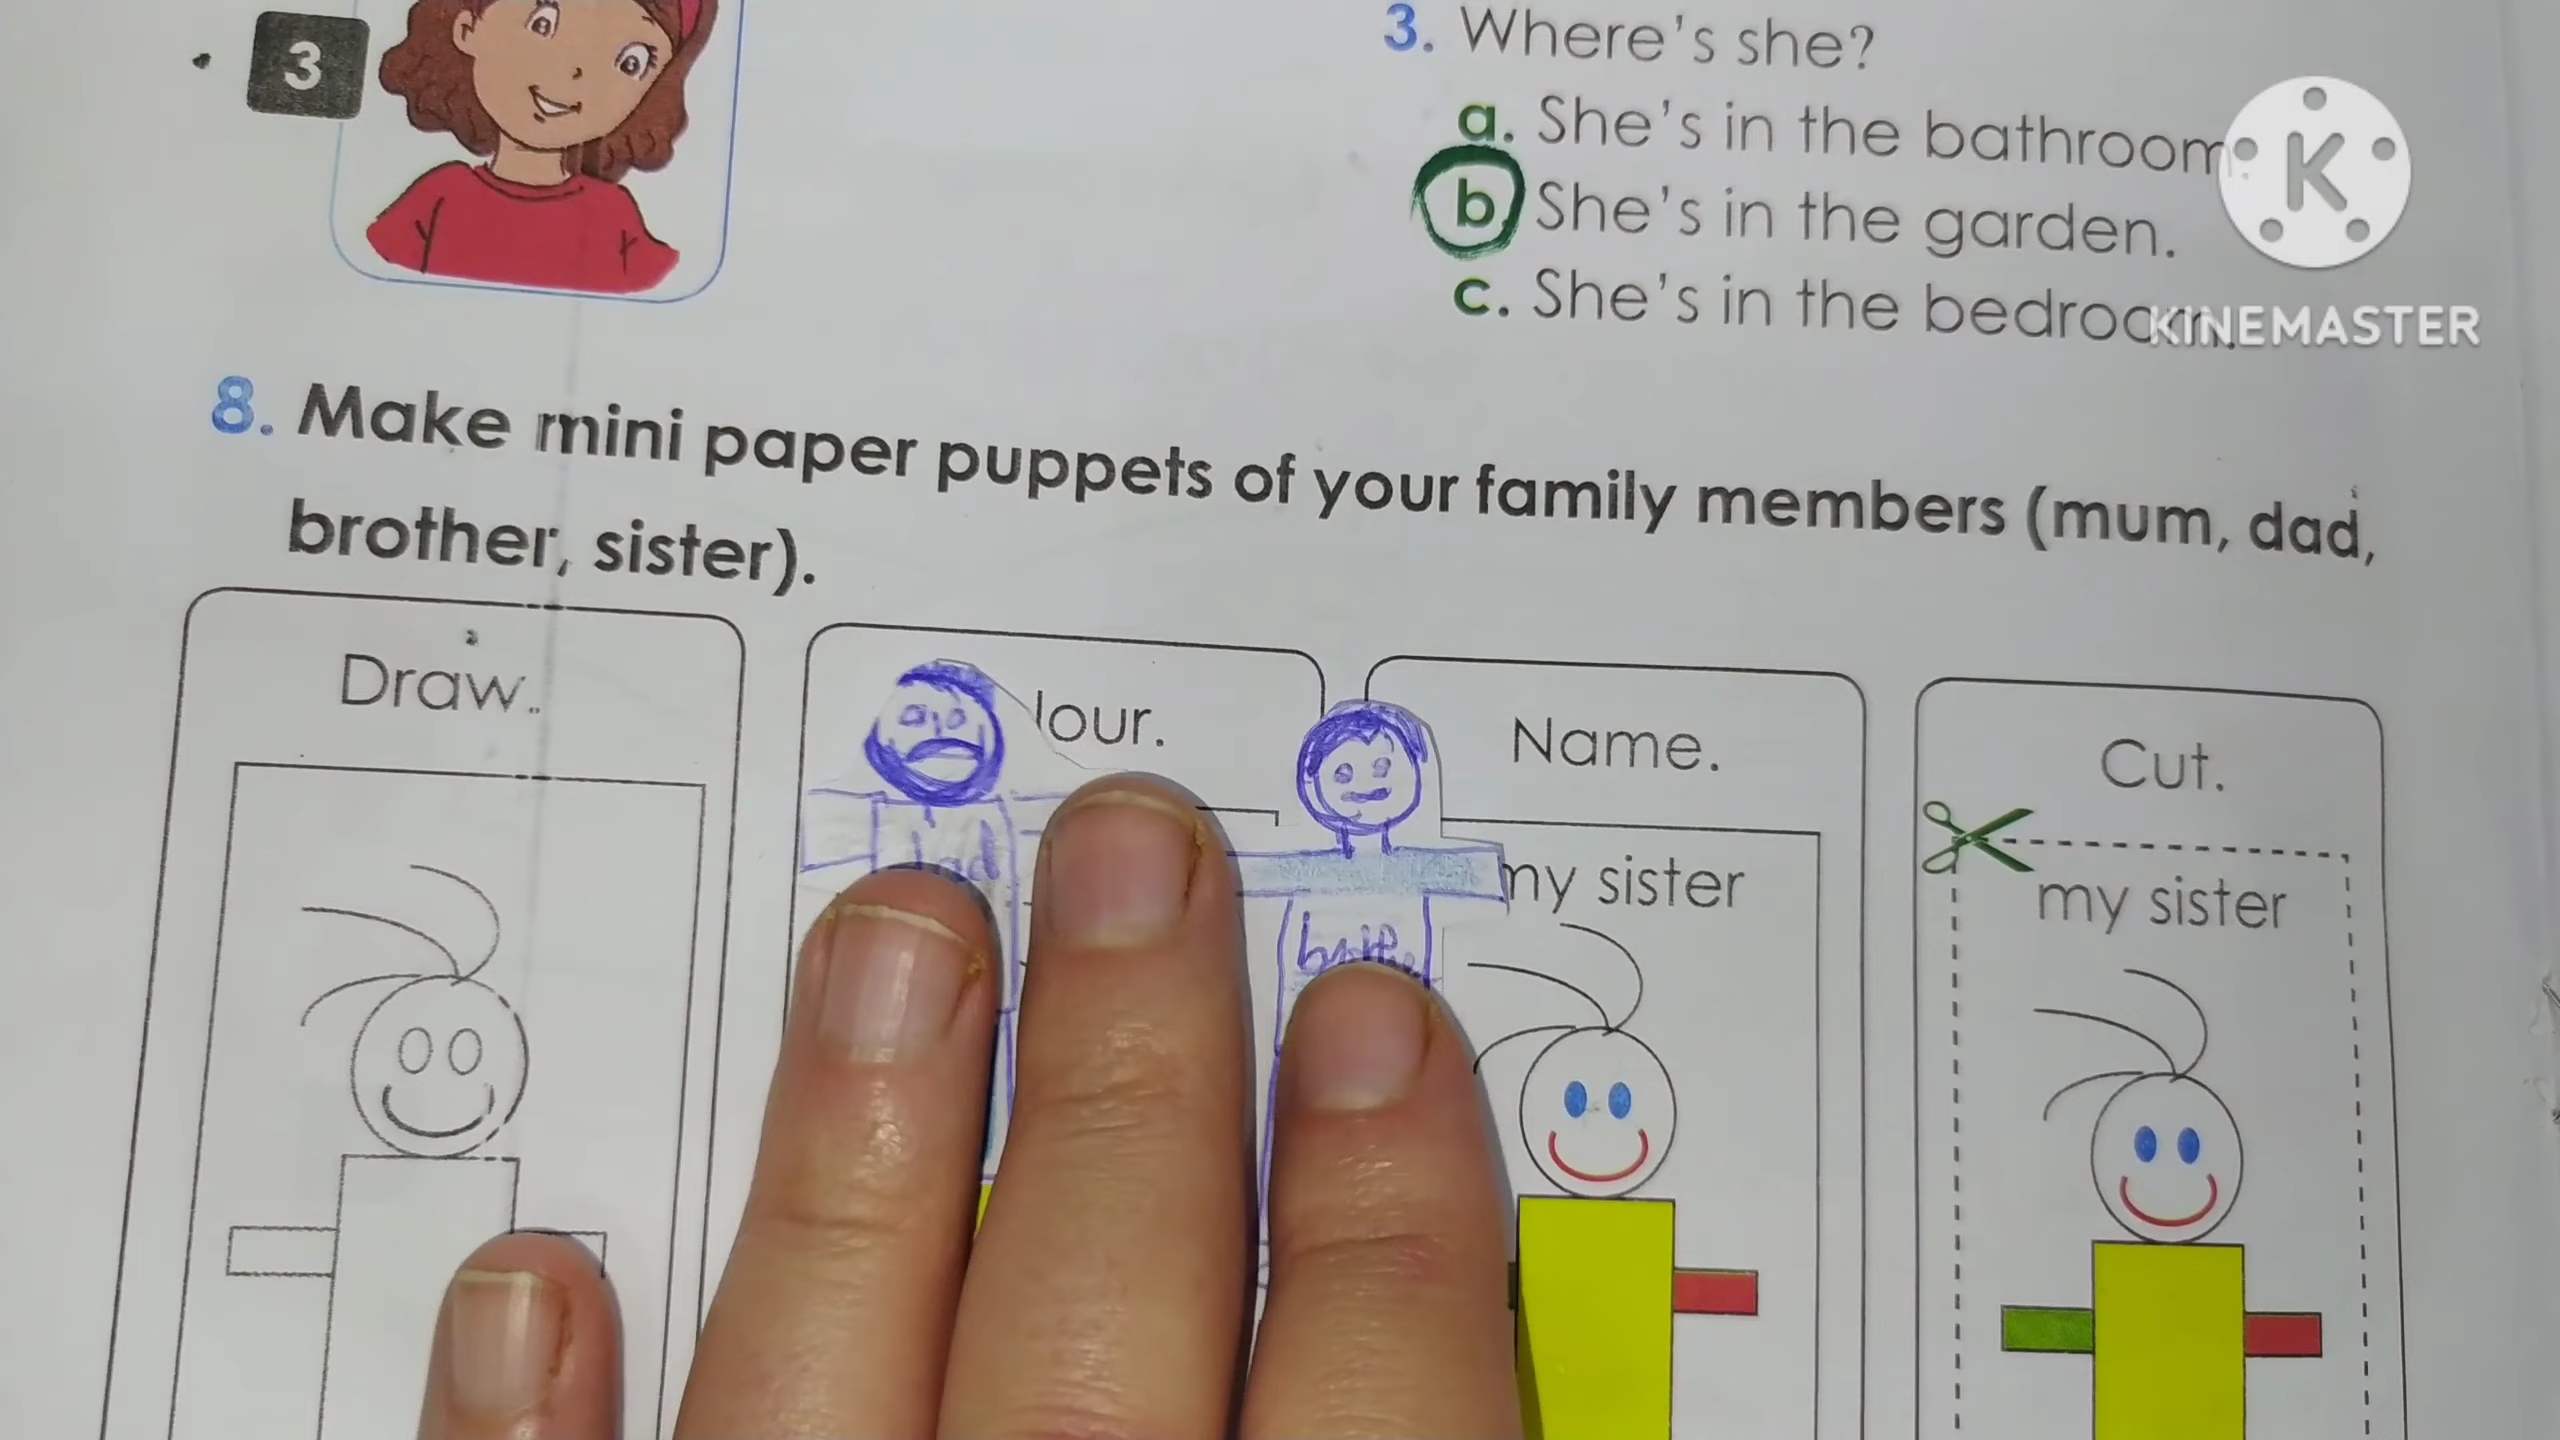 3
3. Where's she?
a. She's in the bathroom.
b. She's in the garden.
c. She's in the bedroom.
K
KINEMASTER
8. Make mini paper puppets of your family members (mum, dad,
brother, sister).
Draw.
lour.
Name.
Cut.
dad
my sister
my sister